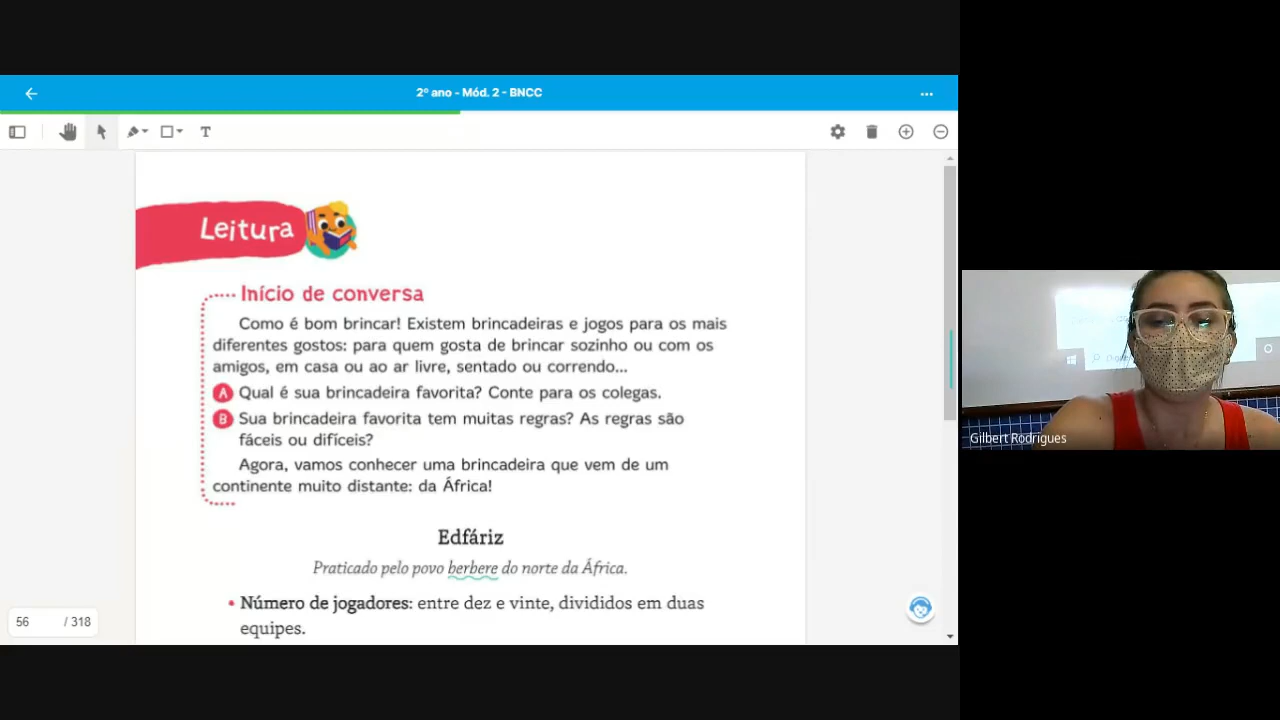 2º ano - Mód. 2 - BNCC
T
Leitura
Início de conversa
Como é bom brincar! Existem brincadeiras e jogos para os mais
diferentes gostos: para quem gosta de brincar sozinho ou com os
amigos, em casa ou ao ar livre, sentado ou correndo...
A Qual é sua brincadeira favorita? Conte para os colegas.
B Sua brincadeira favorita tem muitas regras? As regras são
fáceis ou difíceis?
Agora, vamos conhecer uma brincadeira que vem de um
continente muito distante: da África!
Edfáriz
Praticado pelo povo berbere do norte da África.
• Número de jogadores: entre dez e vinte, divididos em duas
equipes.
56 / 318
Gilbert Rodrigues